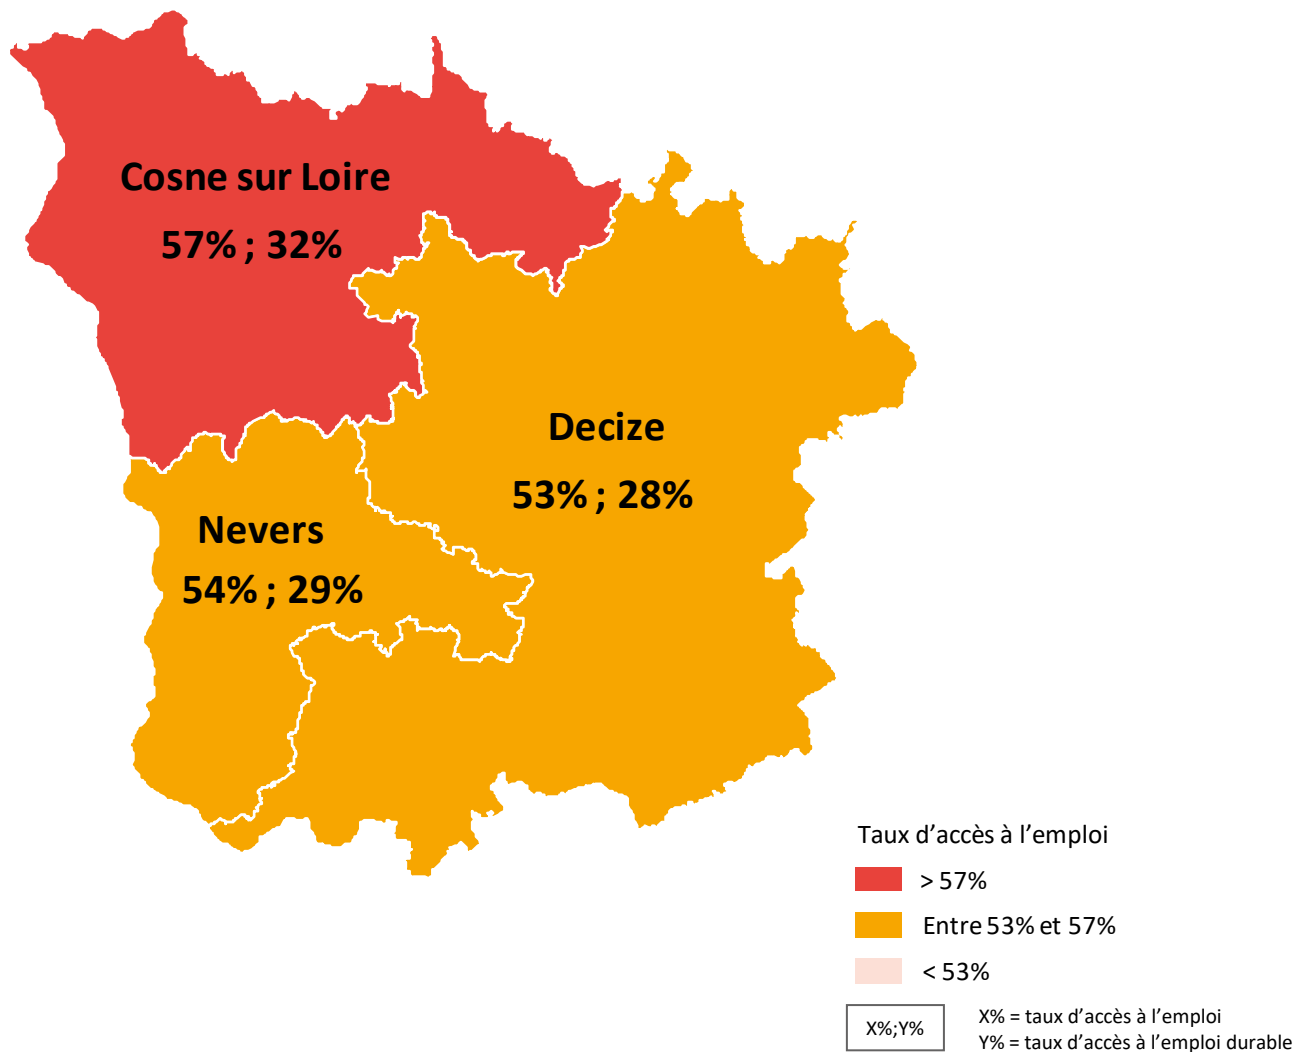 Cosne sur Loire
57% ; 32%
Decize
53% ; 28%
Nevers
54% ; 29%
Taux d’accès à l’emploi
> 57%
Entre 53% et 57%
< 53%
X%;Y%
X% = taux d’accès à l’emploi
Y% = taux d’accès à l’emploi durable